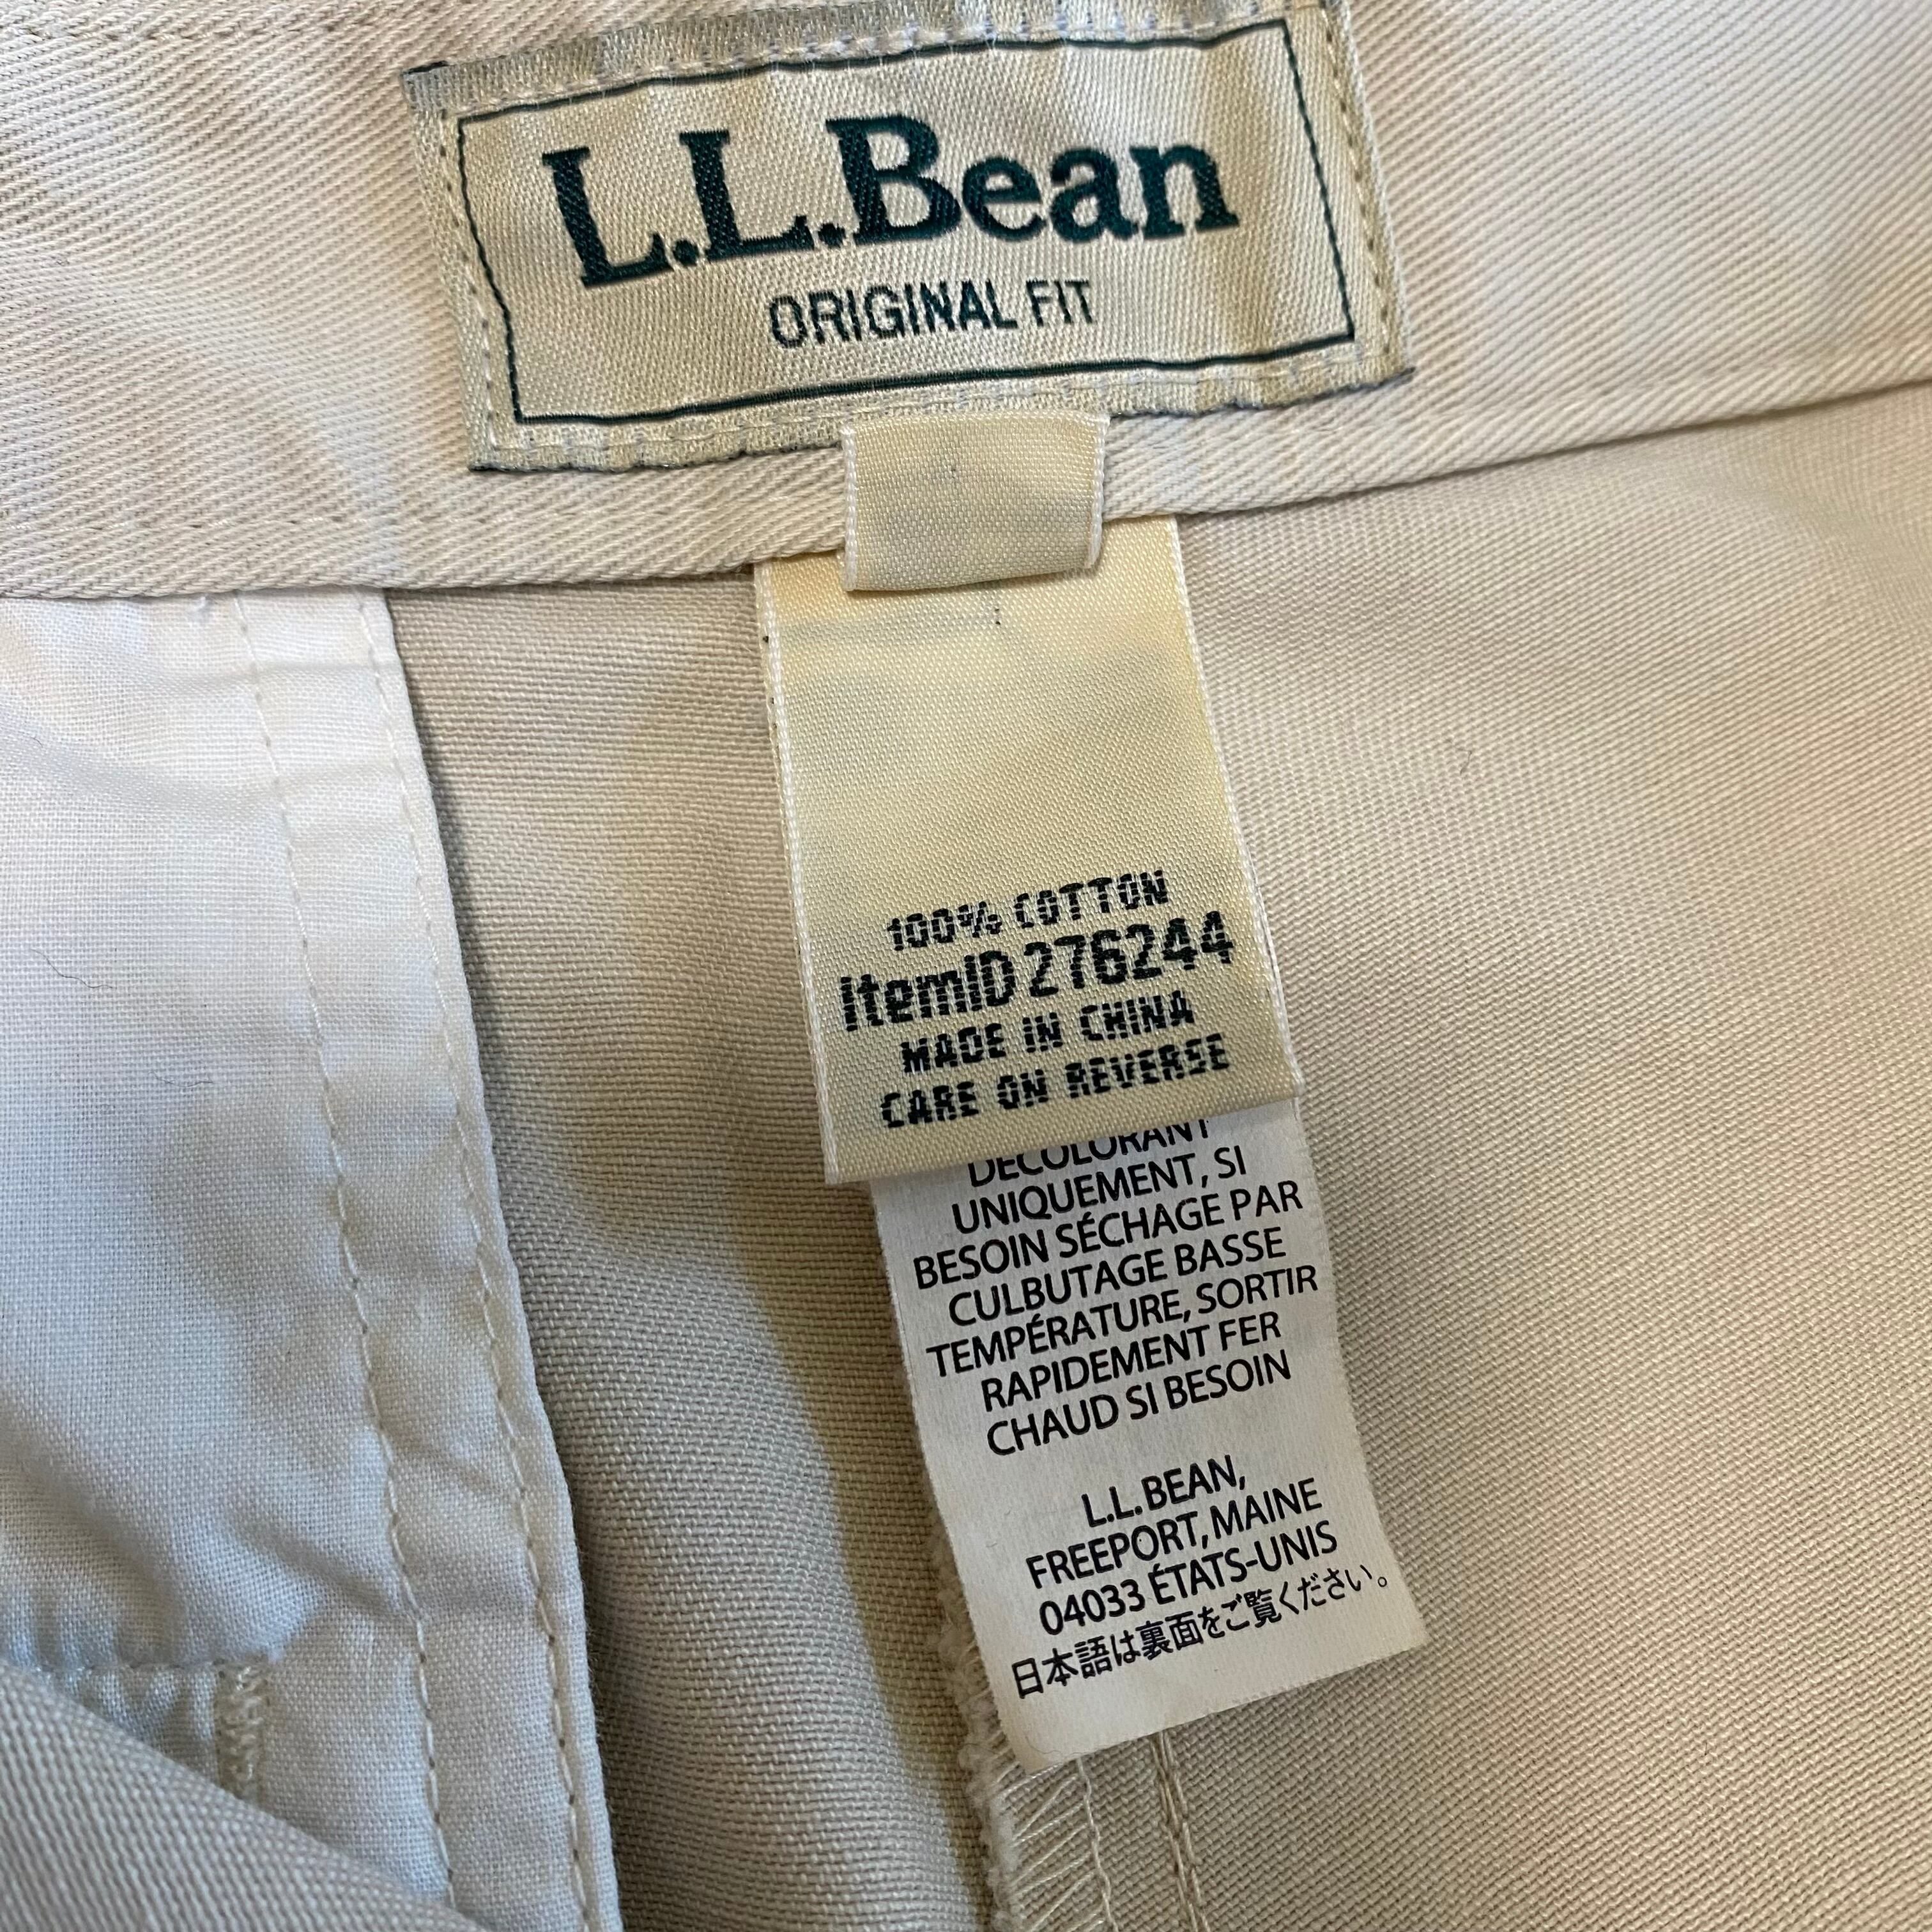 L.L.Bean
ORIGINAL FIT
100% COTTON
ItemID 276244
MADE IN CHINA
CARE ON REVERSE
DÉCOLORANT
UNIQUEMENT, SI
BESOIN SÉCHAGE PAR
CULBUTAGE BASSE
TEMPÉRATURE, SORTIR
RAPIDEMENT FER
CHAUD SI BESOIN
L.L.BEAN,
FREEPORT, MAINE
04033 ÉTATS-UNIS
日本語は裏面をご覧ください。